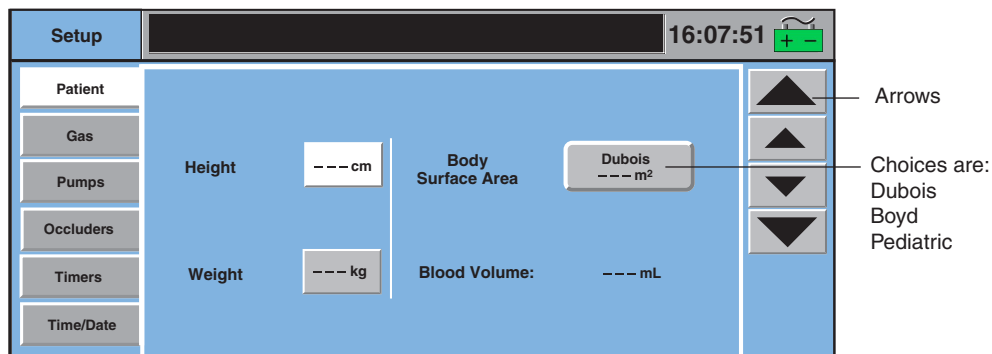 Setup
16:07:51
+ −
Patient
Gas
Pumps
Occluders
Timers
Time/Date
Height
––– cm
Body
Surface Area
Dubois
––– m²
Weight
––– kg
Blood Volume:
––– mL
Arrows
Choices are:
Dubois
Boyd
Pediatric